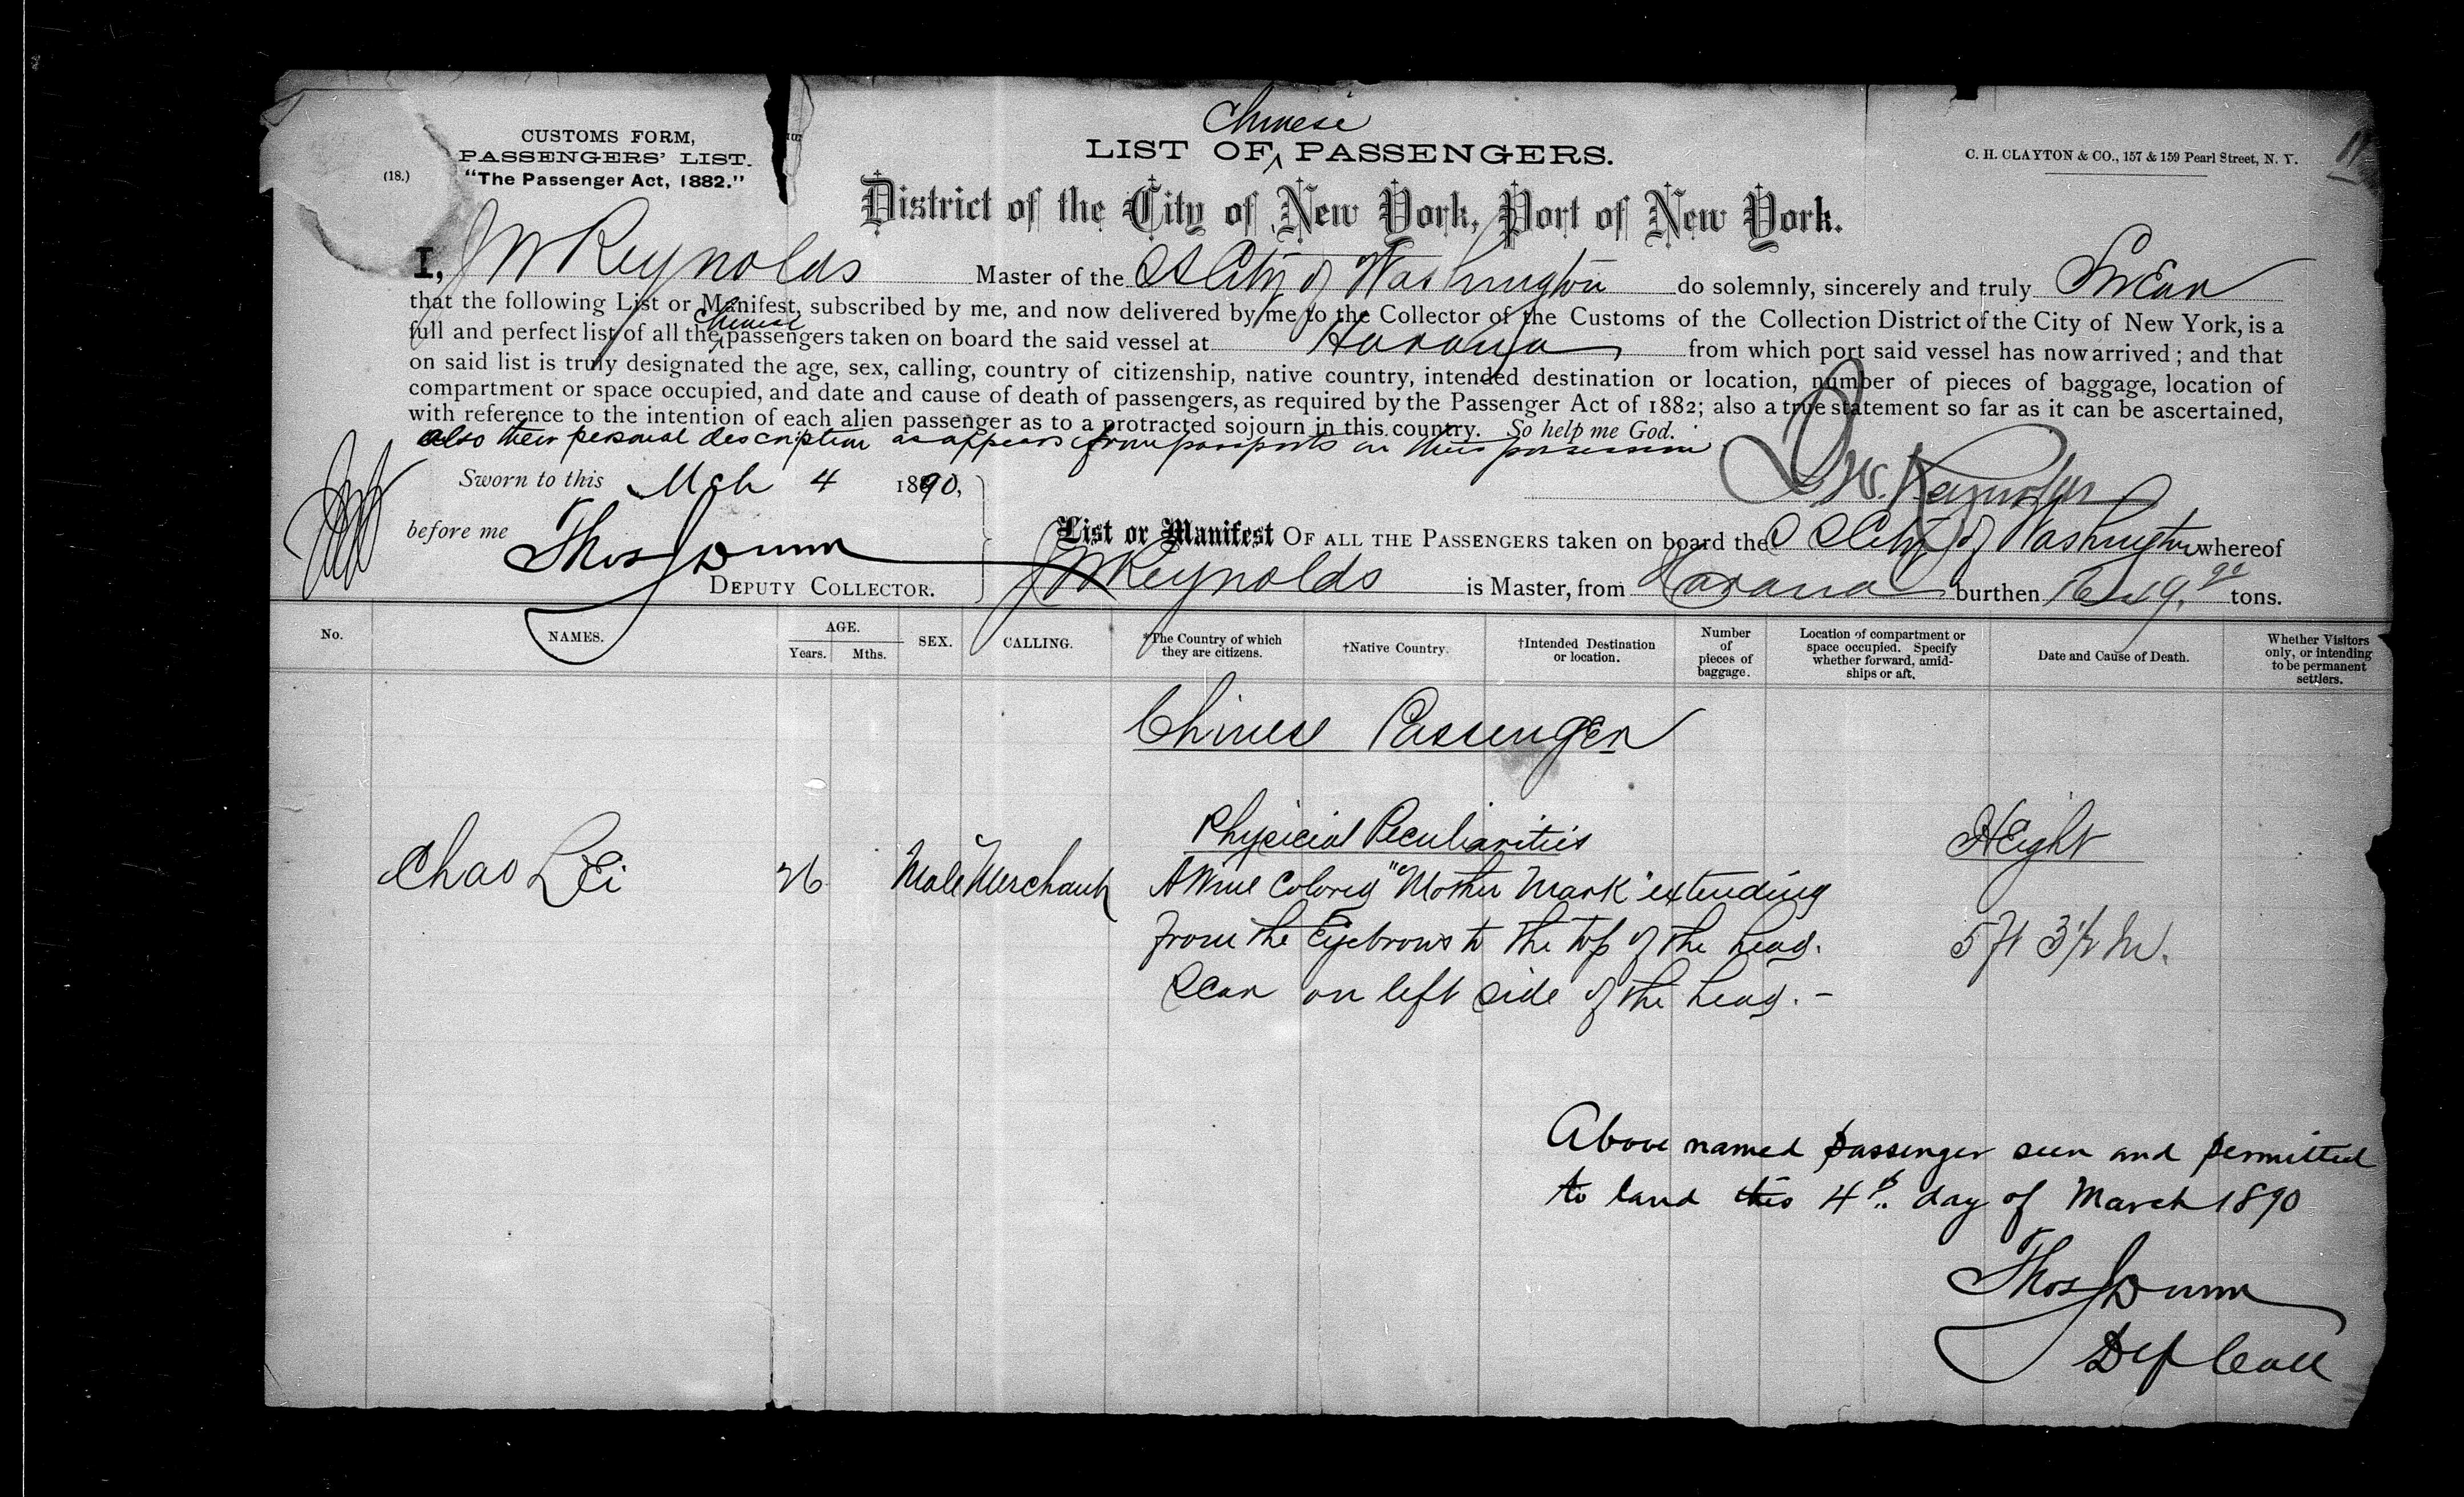 Chinese
CUSTOMS FORM,
PASSENGERS' LIST.
"The Passenger Act, 1882."
(18.)
LIST OF ^ PASSENGERS.
C. H. CLAYTON & CO., 157 & 159 Pearl Street, N. Y.
District of the City of New York, Port of New York.
I, J W Reynolds Master of the SS City of Washington do solemnly, sincerely and truly Swear
that the following List or Manifest, subscribed by me, and now delivered by me to the Collector of the Customs of the Collection District of the City of New York, is a
Chinese
full and perfect list of all the ^ passengers taken on board the said vessel at Havana from which port said vessel has now arrived; and that
on said list is truly designated the age, sex, calling, country of citizenship, native country, intended destination or location, number of pieces of baggage, location of
compartment or space occupied, and date and cause of death of passengers, as required by the Passenger Act of 1882; also a true statement so far as it can be ascertained,
with reference to the intention of each alien passenger as to a protracted sojourn in this country. So help me God.
also their personal description as appears from passports in their possession
Sworn to this Mch 4 1890,
J W. Reynolds
before me Thos J Dunn
DEPUTY COLLECTOR.
List or Manifest OF ALL THE PASSENGERS taken on board the S S City of Washington whereof
J W Reynolds is Master, from Havana burthen tons.
No. NAMES. AGE. Years. Mths. SEX. CALLING. *The Country of which they are citizens. †Native Country. †Intended Destination or location. Number of pieces of baggage. Location of compartment or space occupied. Specify whether forward, amidships or aft. Date and Cause of Death. Whether Visitors only, or intending to be permanent settlers.
Chinese Passenger
Physicial Peculiarities Height
Chao Lei 26 Male Merchant A Wine Colored "Mother Mark" extending
from the Eyebrows to the top of the head. 5 ft 3 1/2 In.
Scar on left side of the head. –
Above named passenger seen and permitted
to land this 4th day of March 1890
Thos J Dunn
Dep Coll